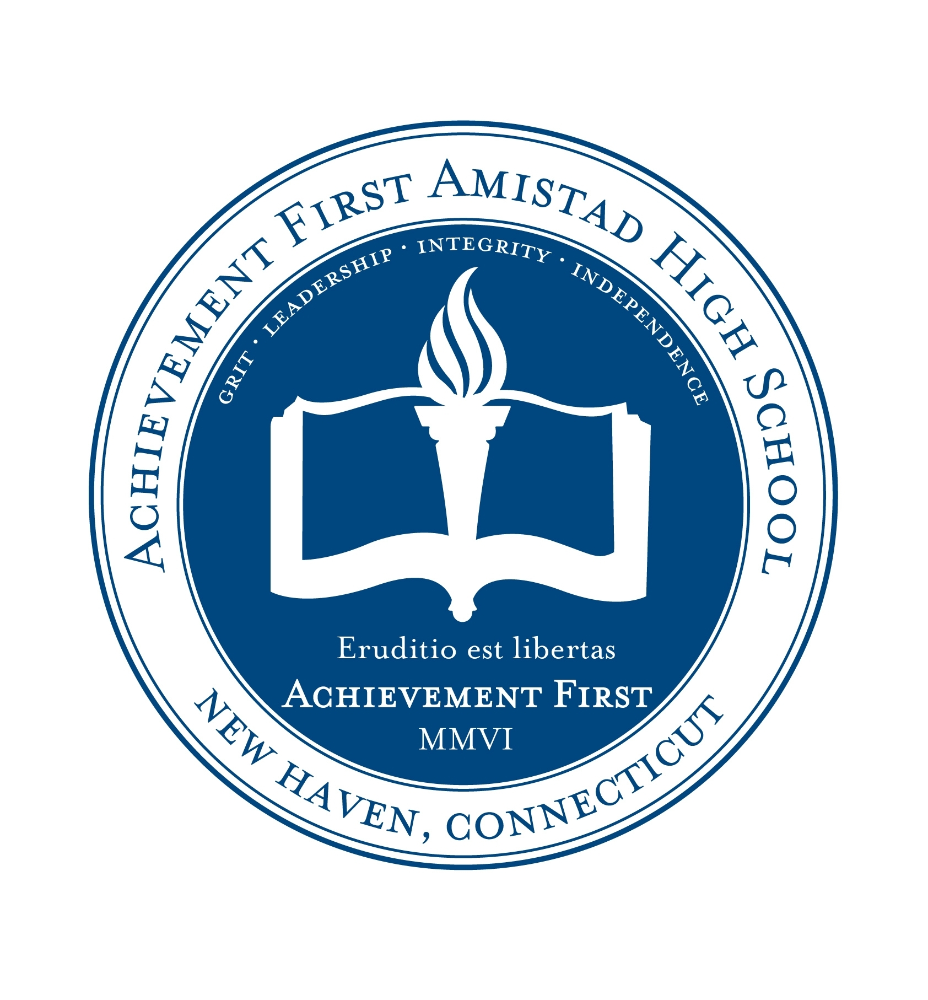 Achievement First Amistad High School
GRIT · LEADERSHIP · INTEGRITY · INDEPENDENCE
Eruditio est libertas
Achievement First
MMVI
NEW HAVEN, CONNECTICUT